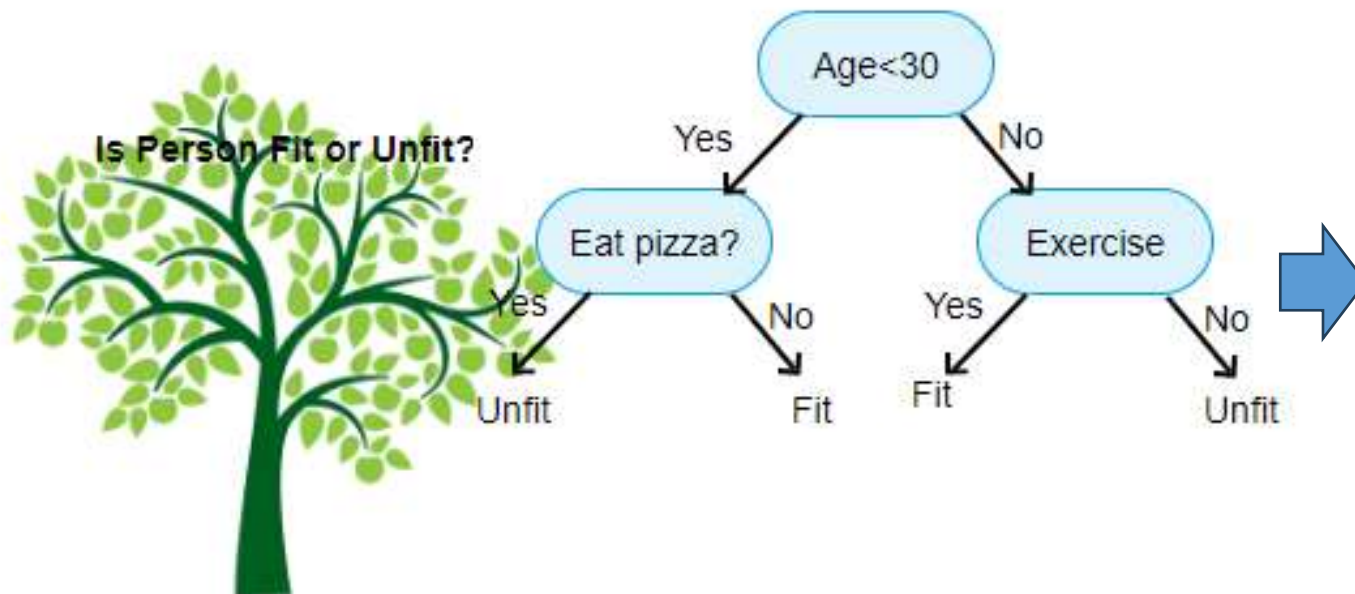 Age<30
Is Person Fit or Unfit?
Yes
No
Eat pizza?
Exercise
Yes
No
Yes
No
Unfit
Fit
Fit
Unfit